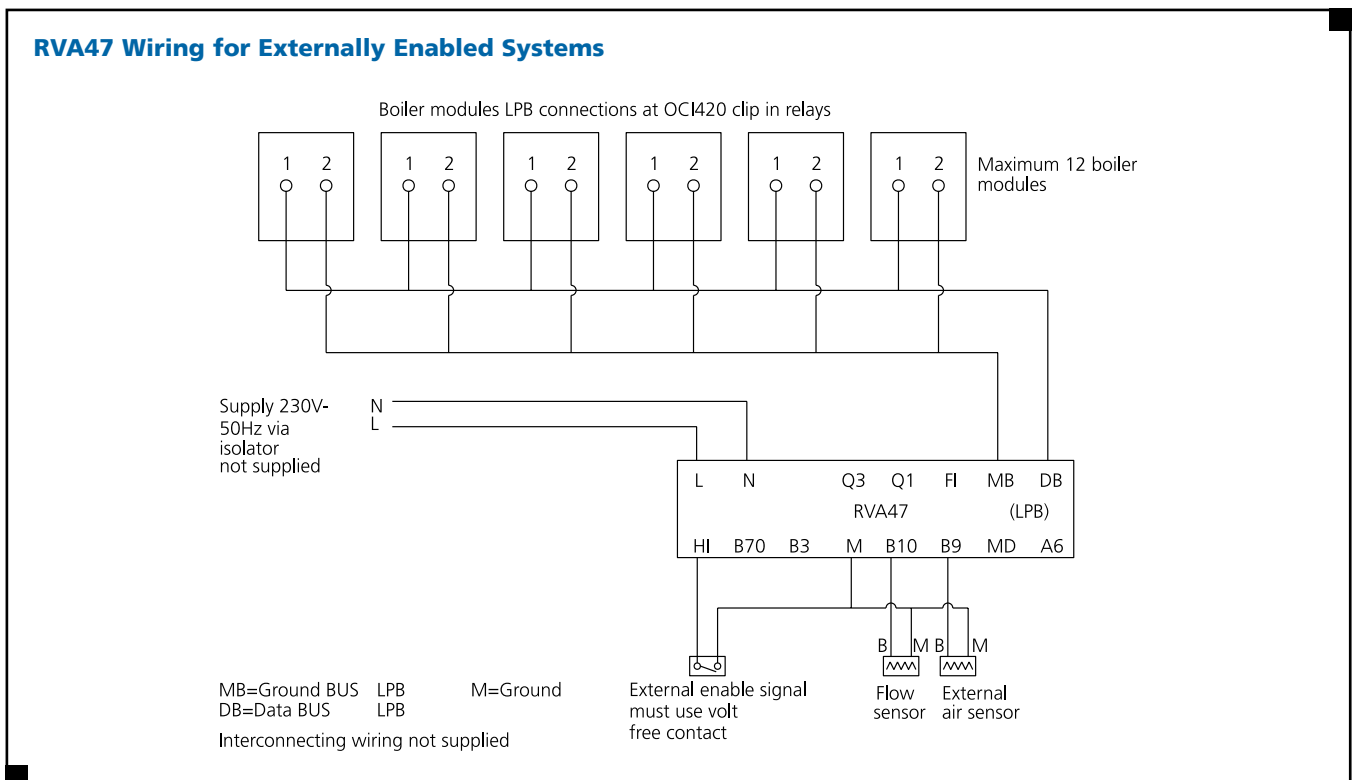 RVA47 Wiring for Externally Enabled Systems
Boiler modules LPB connections at OCI420 clip in relays
1 2 1 2 1 2 1 2 1 2 1 2
Maximum 12 boiler
modules
Supply 230V-
50Hz via
isolator
not supplied
N
L
L N Q3 Q1 FI MB DB
RVA47 (LPB)
HI B70 B3 M B10 B9 MD A6
B M B M
External enable signal
must use volt
free contact
Flow
sensor
External
air sensor
MB=Ground BUS LPB M=Ground
DB=Data BUS LPB
Interconnecting wiring not supplied